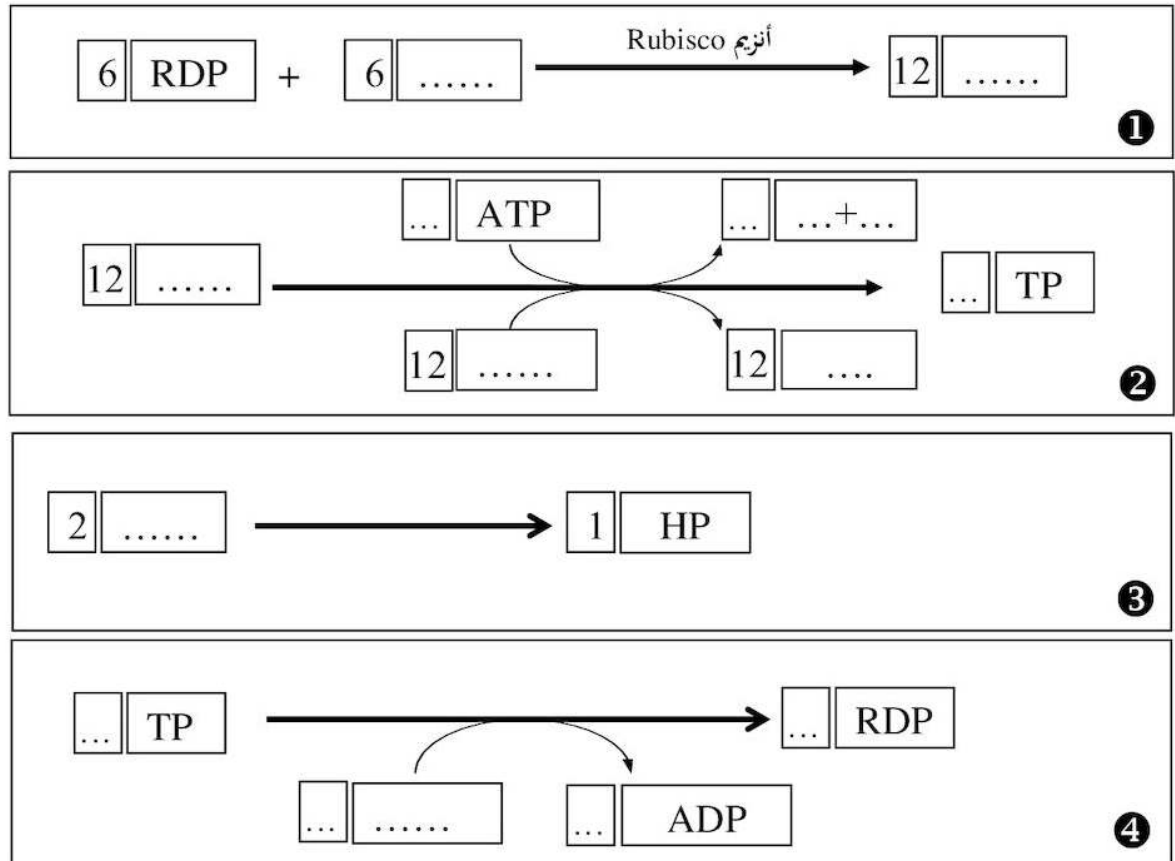 Rubisco أنزيم
6 RDP + 6 ...... 12 ......
❶
... ATP ... ...+...
12 ...... ... TP
12 ...... 12 ....
❷
2 ...... 1 HP
❸
... TP ... RDP
... ...... ... ADP
❹